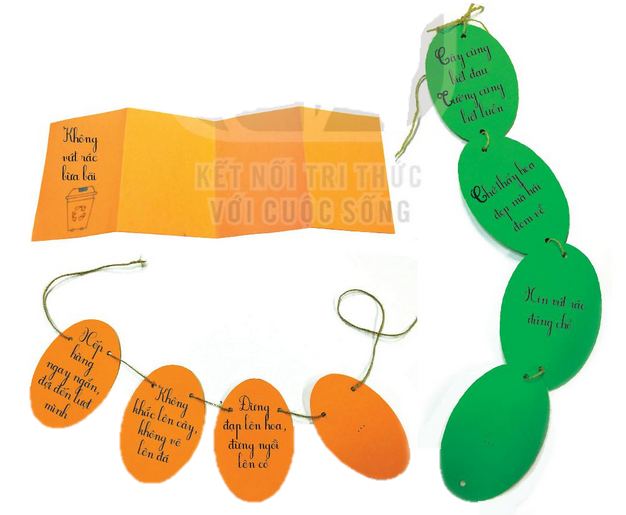 Không
vứt rác
bừa bãi
KẾT NỐI TRI THỨC
VỚI CUỘC SỐNG
Xếp
hàng
ngay ngắn,
đợi đến lượt
mình
Không
khắc lên cây,
không vẽ
lên đá
Đừng
đạp lên hoa,
đừng ngồi
lên cỏ
...
Cây cũng
biết đau
Tường cũng
biết buồn
Chớ thấy hoa
đẹp mà hái
đem về
Xin vứt rác
đúng chỗ
...